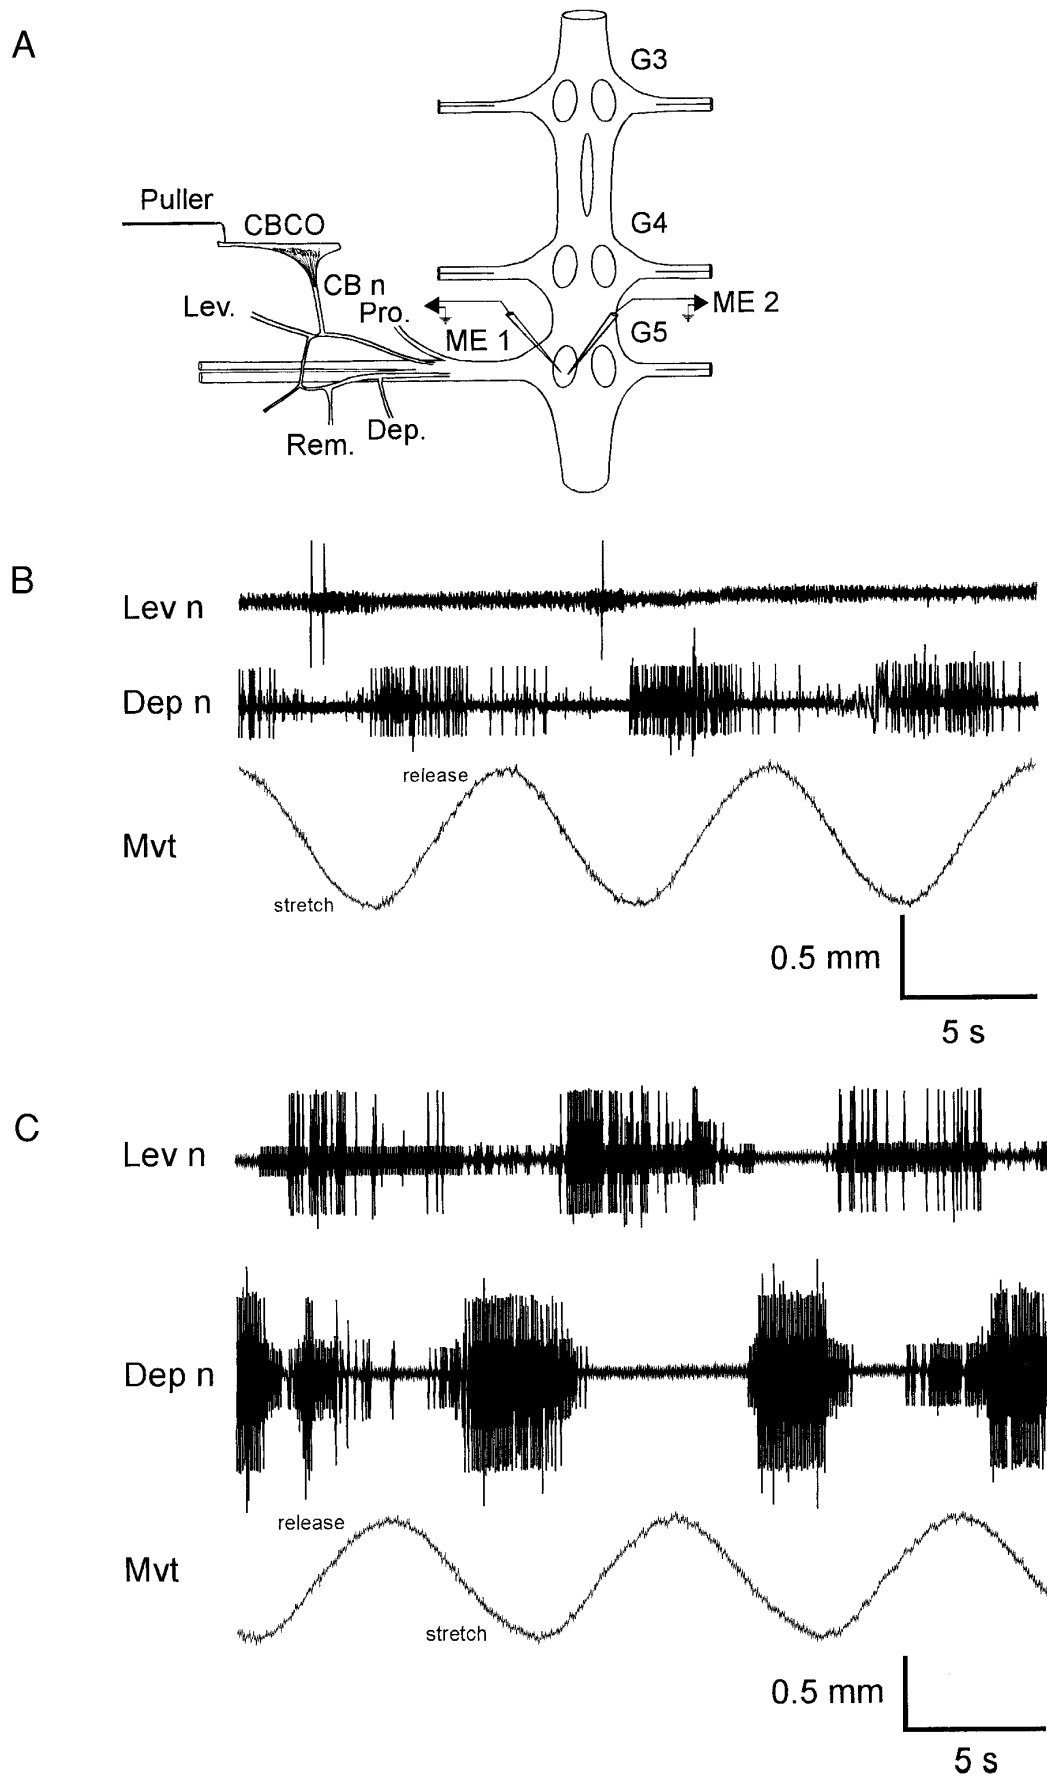 A
G3
Puller
CBCO
G4
CB n
Lev.
Pro.
ME 1
ME 2
G5
Rem.
Dep.
B
Lev n
Dep n
release
Mvt
stretch
0.5 mm
5 s
C
Lev n
Dep n
release
Mvt
stretch
0.5 mm
5 s